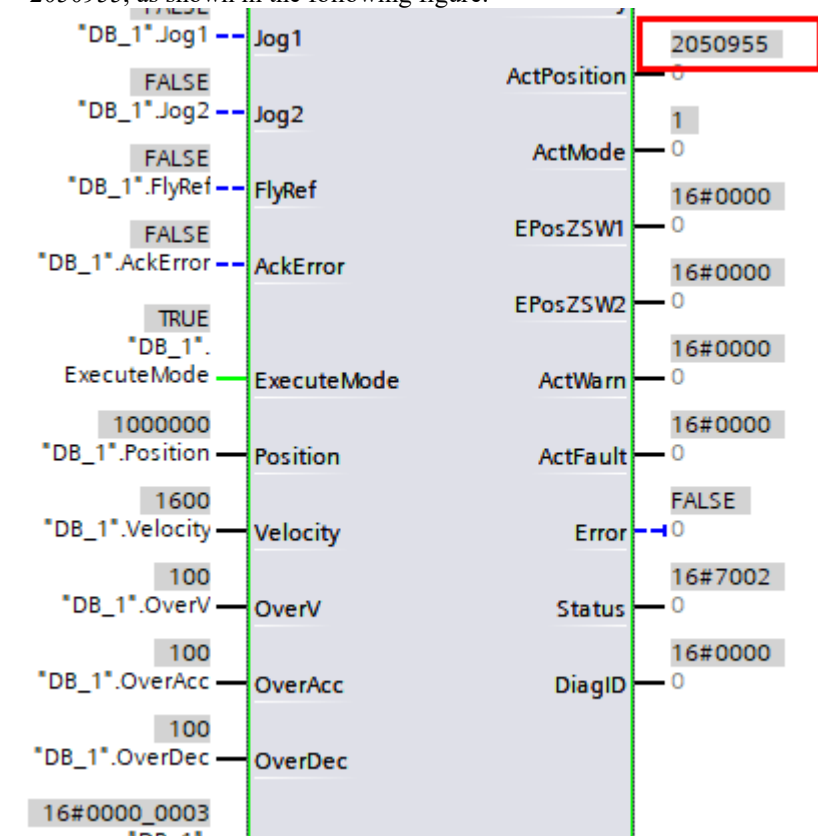 2050955, as shown in the following figure.
FALSE
"DB_1".Jog1
Jog1
2050955
ActPosition
0
FALSE
"DB_1".Jog2
Jog2
1
ActMode
0
FALSE
"DB_1".FlyRef
FlyRef
16#0000
EPosZSW1
0
FALSE
"DB_1".AckError
AckError
16#0000
EPosZSW2
0
TRUE
"DB_1".
ExecuteMode
ExecuteMode
16#0000
ActWarn
0
1000000
"DB_1".Position
Position
16#0000
ActFault
0
1600
"DB_1".Velocity
Velocity
FALSE
Error
0
100
"DB_1".OverV
OverV
16#7002
Status
0
100
"DB_1".OverAcc
OverAcc
16#0000
DiagID
0
100
"DB_1".OverDec
OverDec
16#0000_0003
"DB_1".